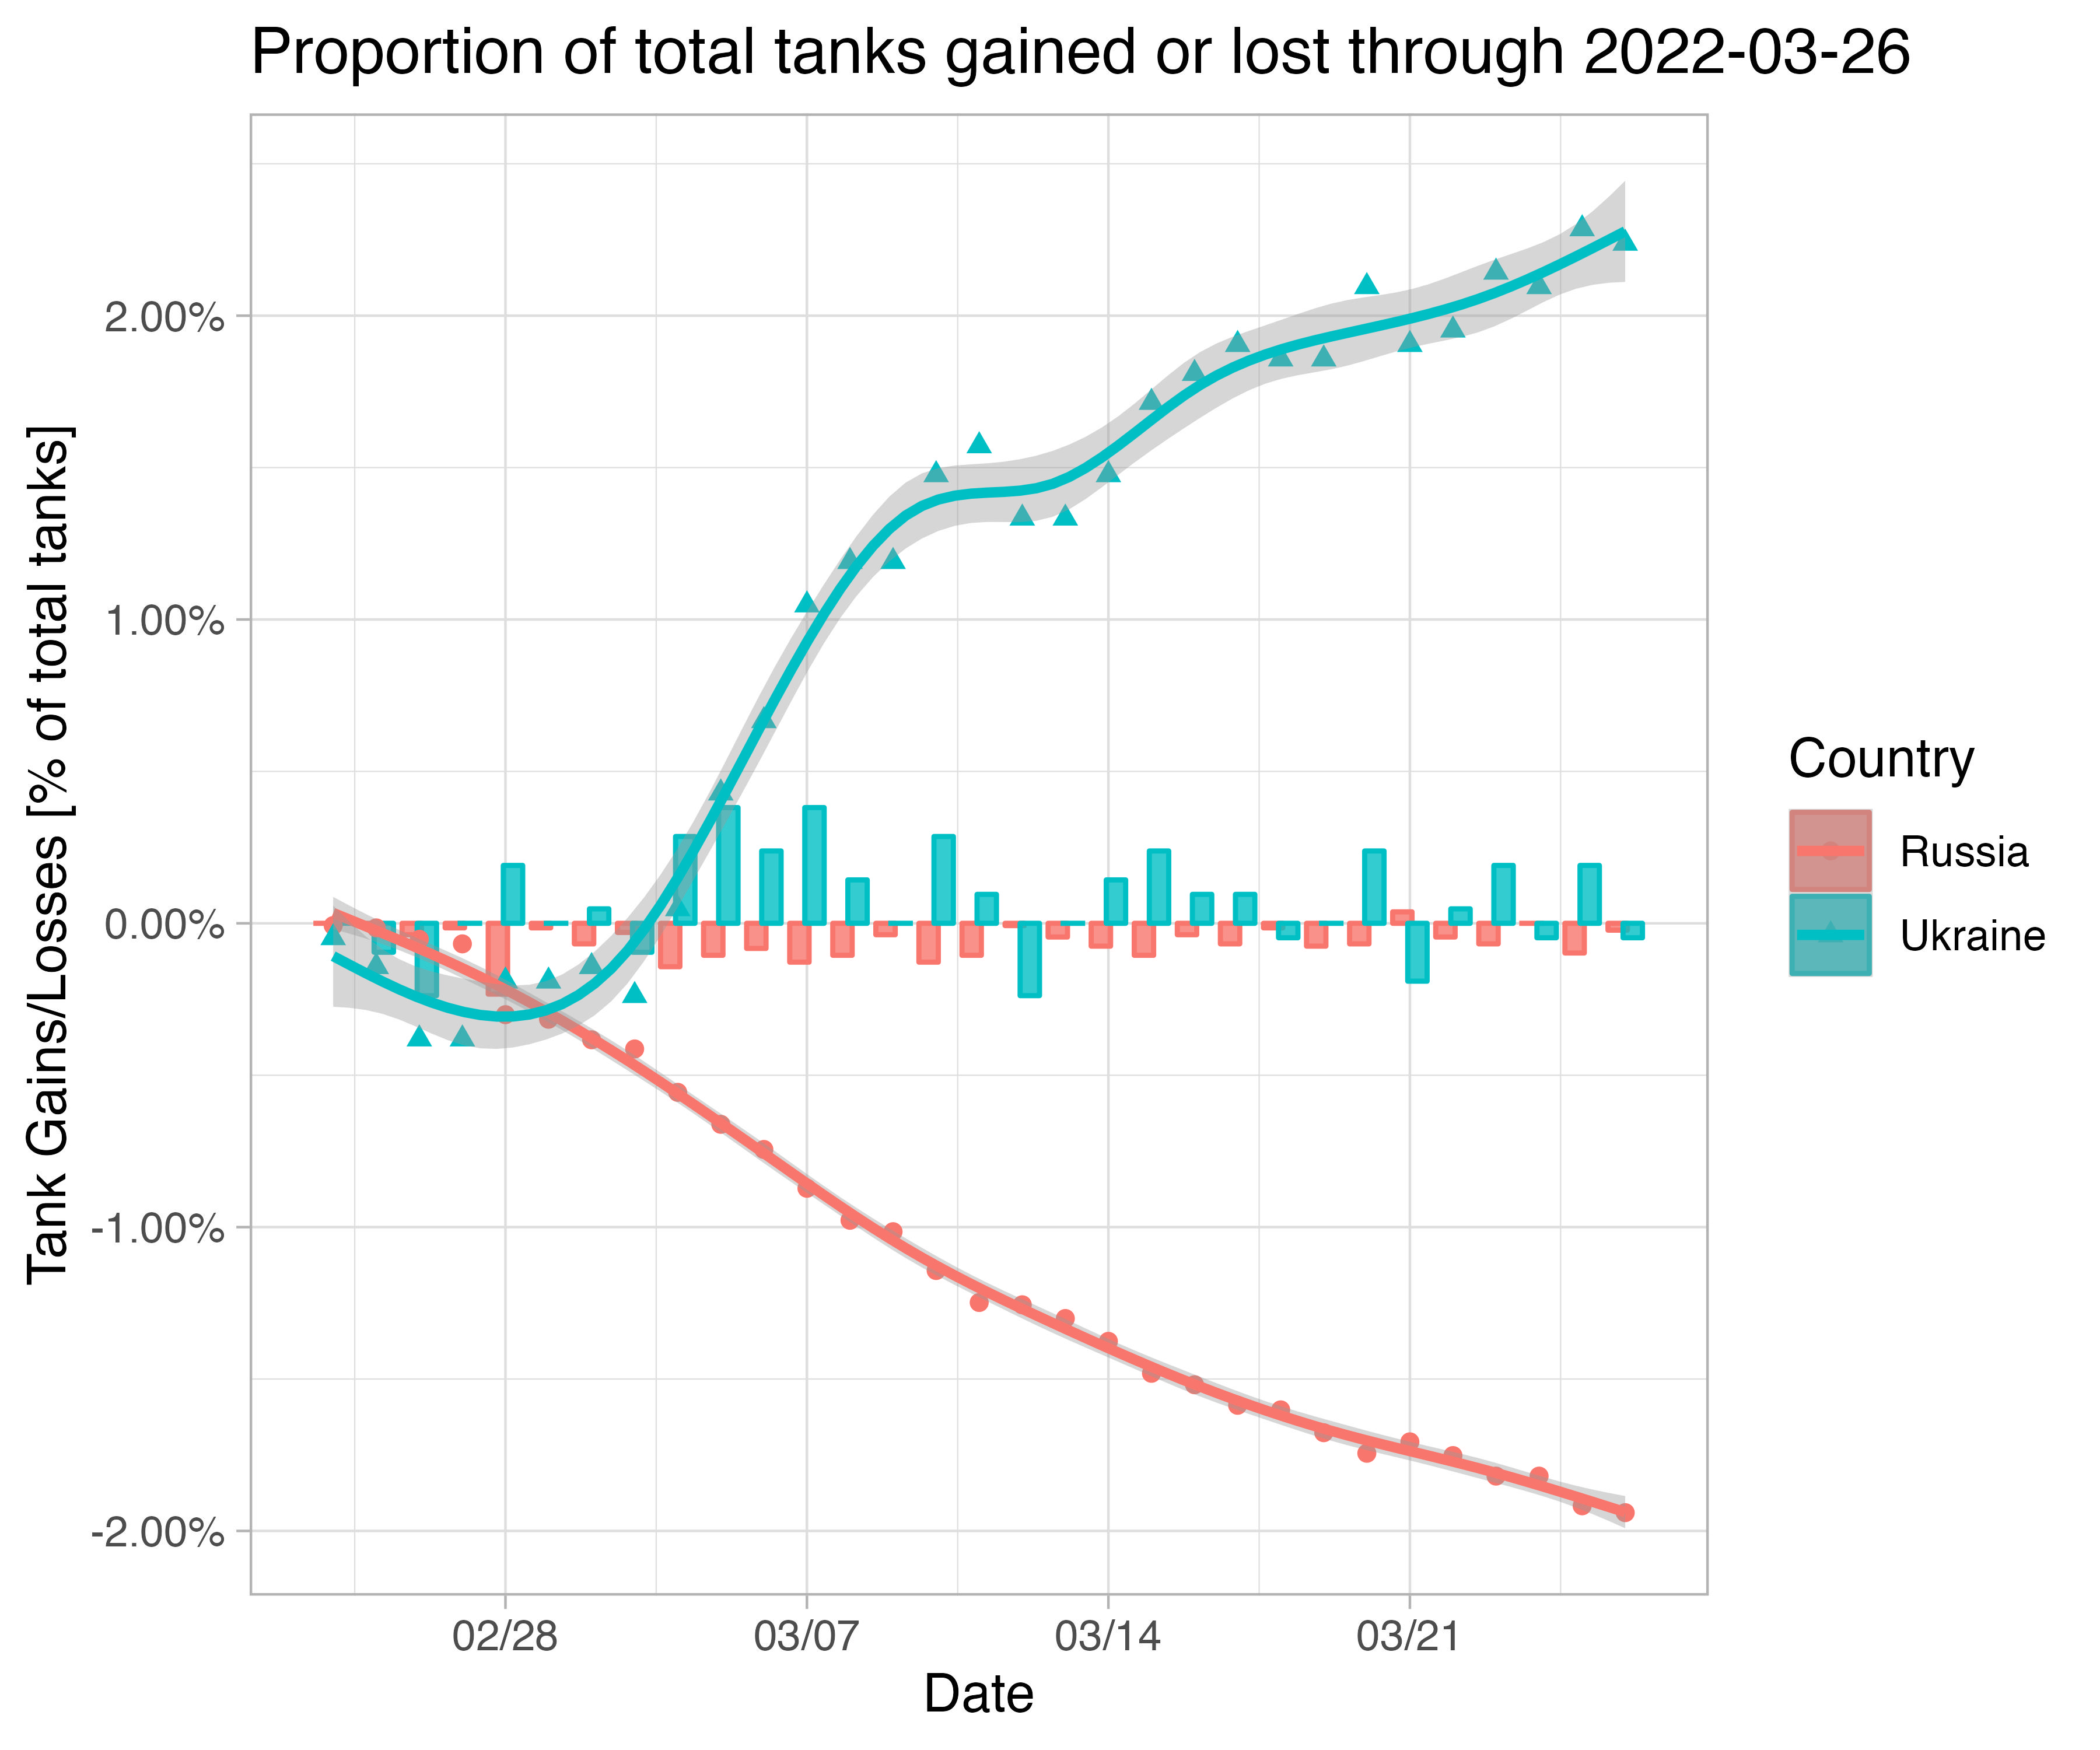 Proportion of total tanks gained or lost through 2022-03-26
Tank Gains/Losses [% of total tanks]
2.00%
1.00%
0.00%
-1.00%
-2.00%
02/28
03/07
03/14
03/21
Date
Country
Russia
Ukraine